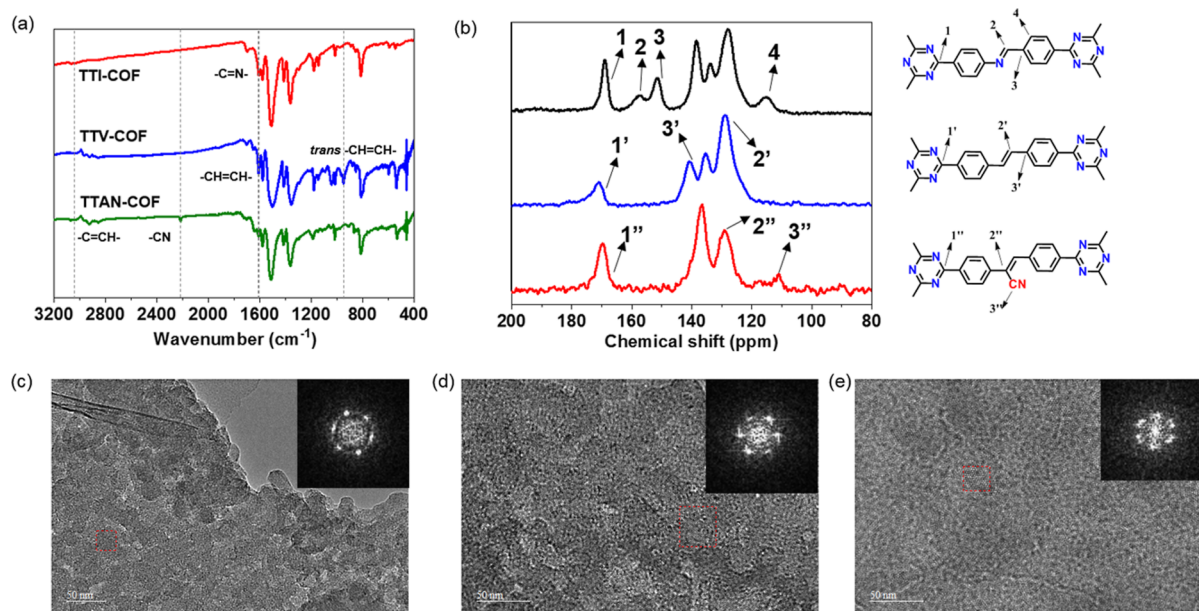 (a)
TTI-COF
-C=N-
TTV-COF
trans -CH=CH-
-CH=CH-
TTAN-COF
-C=CH-
-CN
3200 2800 2400 2000 1600 1200 800 400
Wavenumber (cm-1)
(b)
1 2 3 4
1' 3' 2'
1'' 2'' 3''
200 180 160 140 120 100 80
Chemical shift (ppm)
1 2 4
N N N N N N N
3
1' 2'
N N N N N N
3'
1'' 2''
N N N N N N
CN
3''
(c)
50 nm
(d)
50 nm
(e)
50 nm